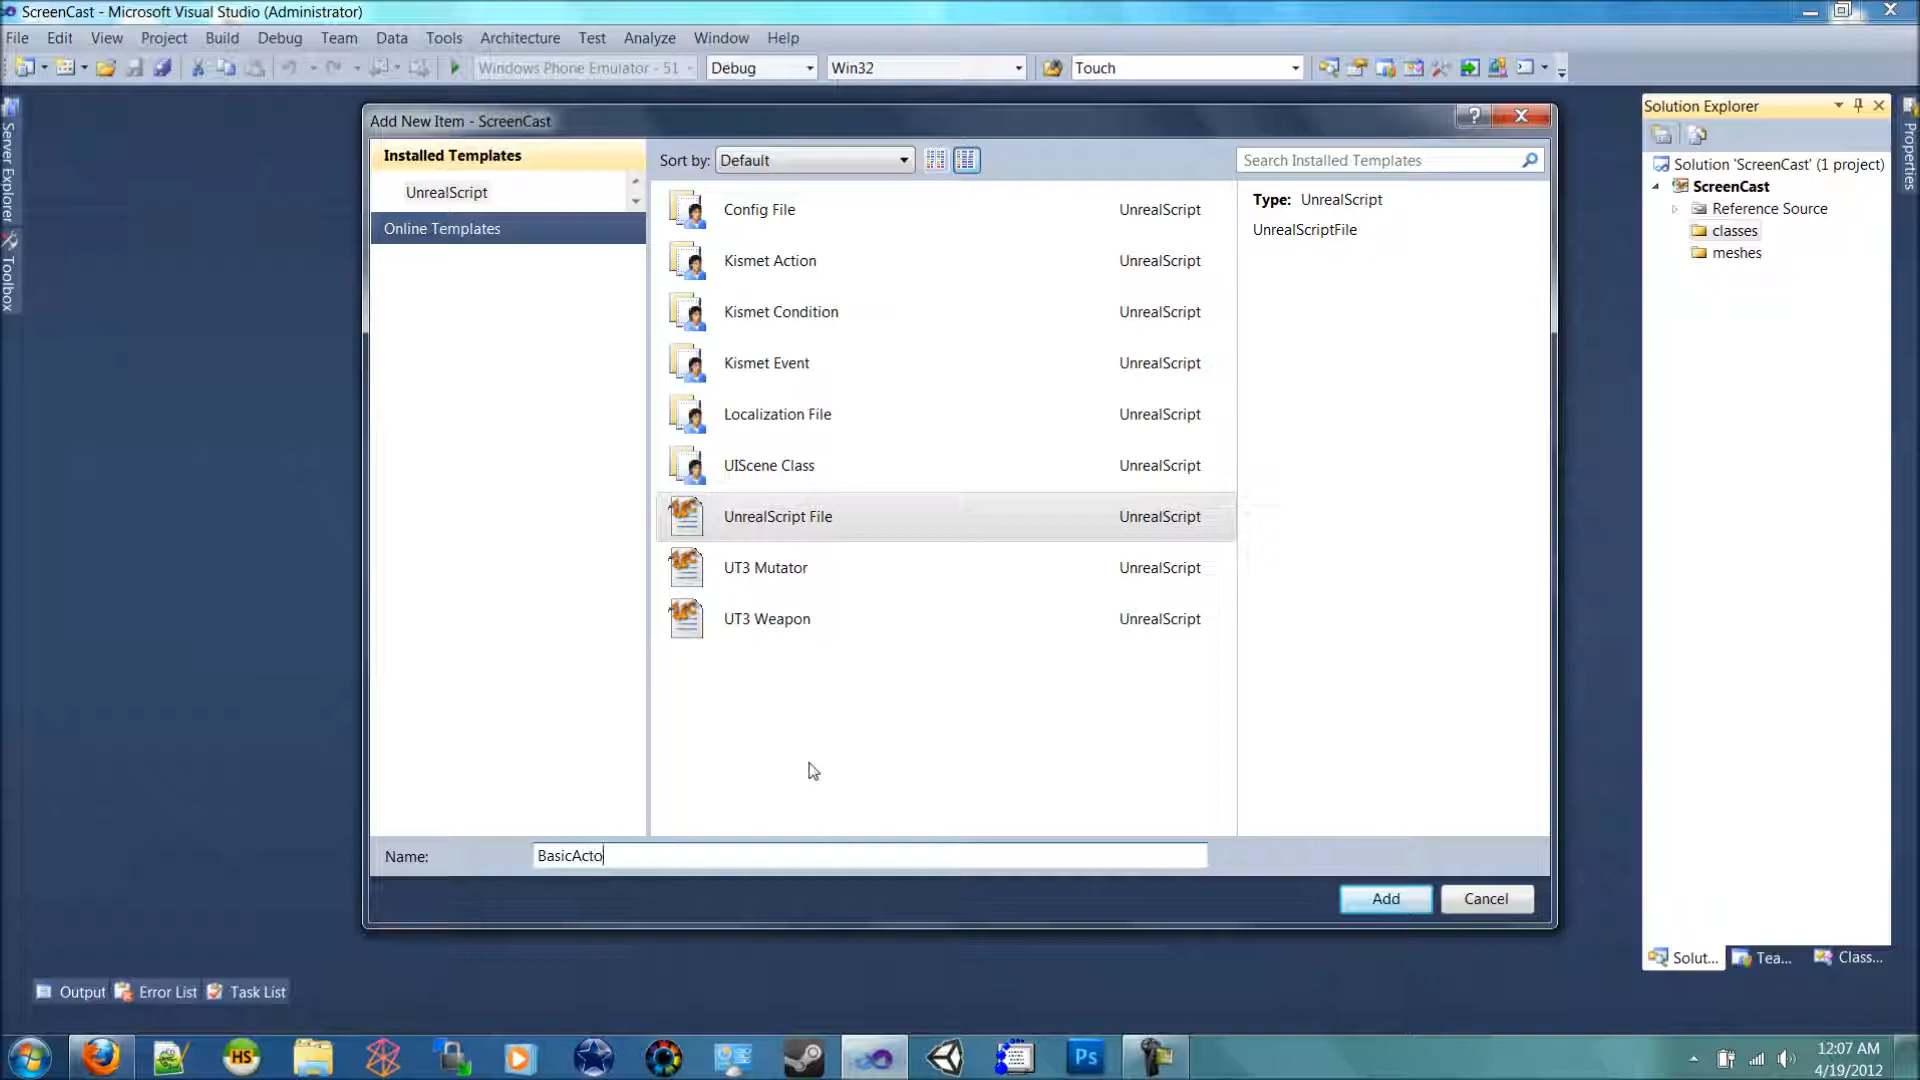 ScreenCast - Microsoft Visual Studio (Administrator)
File Edit View Project Build Debug Team Data Tools Architecture Test Analyze Window Help
Windows Phone Emulator - 51 Debug Win32 Touch
Server Explorer
Toolbox
Add New Item - ScreenCast
Installed Templates
UnrealScript
Online Templates
Sort by: Default
Search Installed Templates
Config File UnrealScript
Kismet Action UnrealScript
Kismet Condition UnrealScript
Kismet Event UnrealScript
Localization File UnrealScript
UIScene Class UnrealScript
UnrealScript File UnrealScript
UT3 Mutator UnrealScript
UT3 Weapon UnrealScript
Type: UnrealScript
UnrealScriptFile
Name: BasicActo
Add Cancel
Solution Explorer
Solution 'ScreenCast' (1 project)
ScreenCast
Reference Source
classes
meshes
Solut... Tea... Class...
Properties
Output Error List Task List
HS
Ps
12:07 AM
4/19/2012